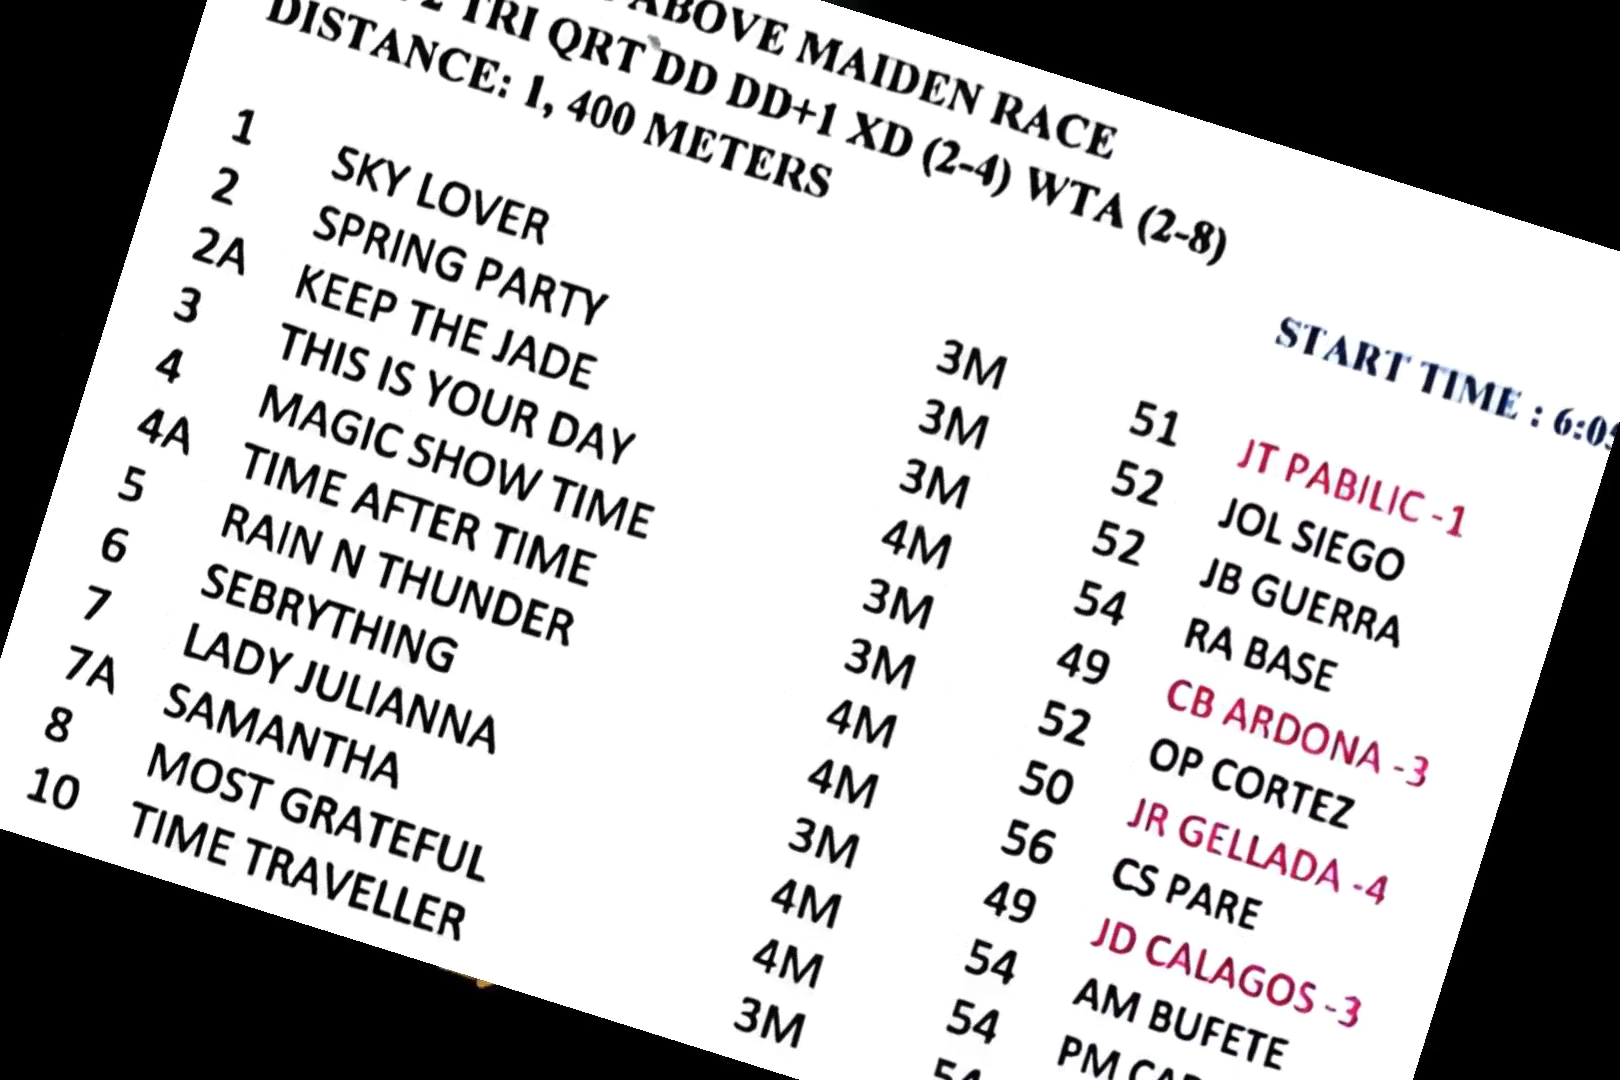 ABOVE MAIDEN RACE
TRI QRT DD DD+1 XD (2-4) WTA (2-8)
DISTANCE: 1, 400 METERS
START TIME :
1 SKY LOVER 3M 51 JT PABILIC -1
2 SPRING PARTY 3M 52 JOL SIEGO
2A KEEP THE JADE 3M 52 JB GUERRA
3 THIS IS YOUR DAY 4M 54 RA BASE
4 MAGIC SHOW TIME 3M 49 CB ARDONA -3
4A TIME AFTER TIME 3M 52 OP CORTEZ
5 RAIN N THUNDER 4M 50 JR GELLADA -4
6 SEBRYTHING 4M 56 CS PARE
7 LADY JULIANNA 3M 49 JD CALAGOS -3
7A SAMANTHA 4M 54 AM BUFETE
8 MOST GRATEFUL 4M 54 PM
10 TIME TRAVELLER 3M